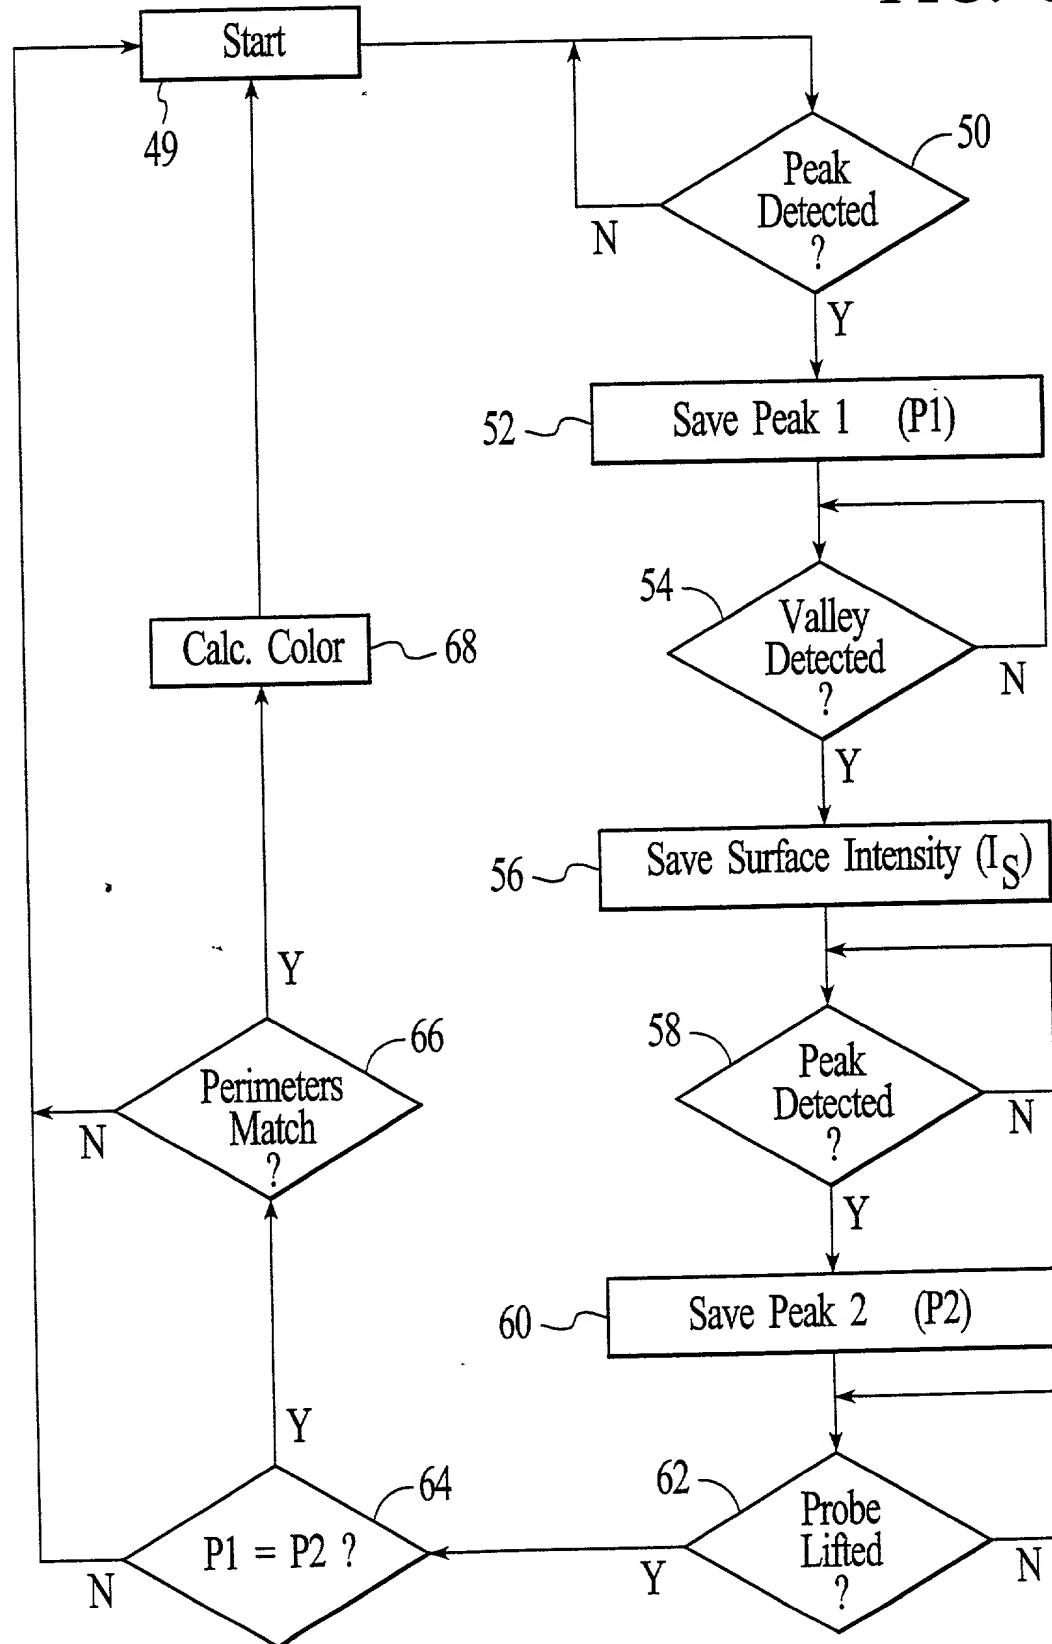 Start
49
50
Peak
Detected
?
N
Y
52
Save Peak 1 (P1)
54
Valley
Detected
?
N
Y
56
Save Surface Intensity (IS)
58
Peak
Detected
?
N
Y
60
Save Peak 2 (P2)
62
Probe
Lifted
?
N
Y
64
P1 = P2 ?
N
Y
66
Perimeters
Match
?
N
Y
Calc. Color
68